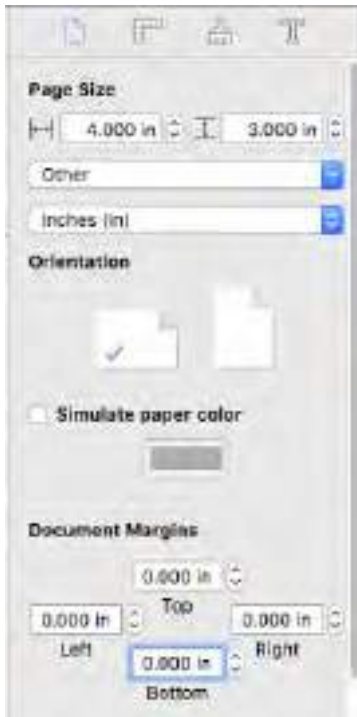 Page Size
4.000 in 3.000 in
Other
Inches (in)
Orientation
Simulate paper color
Document Margins
0.000 in
Top
0.000 in 0.000 in
Left Right
0.000 in
Bottom